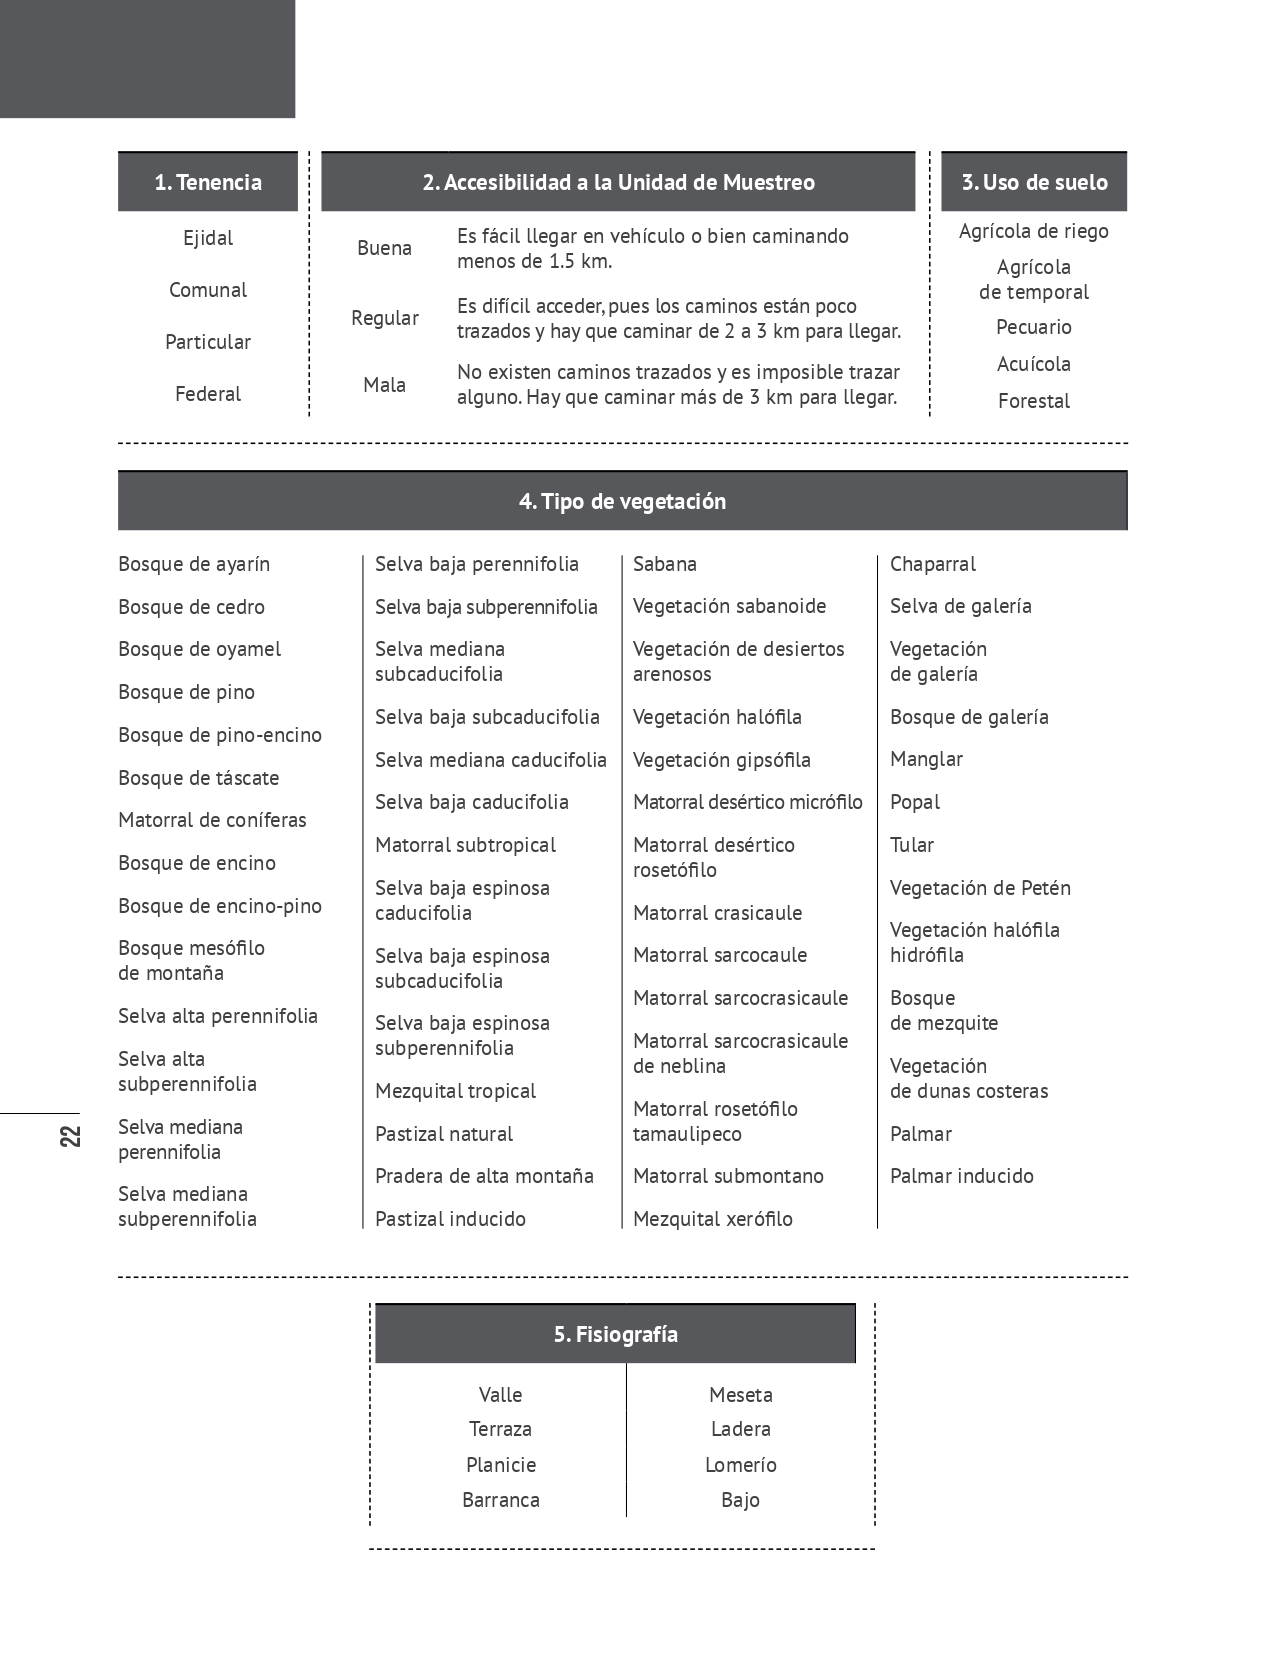 1. Tenencia
Ejidal
Comunal
Particular
Federal
2. Accesibilidad a la Unidad de Muestreo
Buena
Es fácil llegar en vehículo o bien caminando
menos de 1.5 km.
Regular
Es difícil acceder, pues los caminos están poco
trazados y hay que caminar de 2 a 3 km para llegar.
Mala
No existen caminos trazados y es imposible trazar
alguno. Hay que caminar más de 3 km para llegar.
3. Uso de suelo
Agrícola de riego
Agrícola
de temporal
Pecuario
Acuícola
Forestal
4. Tipo de vegetación
Bosque de ayarín
Bosque de cedro
Bosque de oyamel
Bosque de pino
Bosque de pino-encino
Bosque de táscate
Matorral de coníferas
Bosque de encino
Bosque de encino-pino
Bosque mesófilo
de montaña
Selva alta perennifolia
Selva alta
subperennifolia
Selva mediana
perennifolia
Selva mediana
subperennifolia
Selva baja perennifolia
Selva baja subperennifolia
Selva mediana
subcaducifolia
Selva baja subcaducifolia
Selva mediana caducifolia
Selva baja caducifolia
Matorral subtropical
Selva baja espinosa
caducifolia
Selva baja espinosa
subcaducifolia
Selva baja espinosa
subperennifolia
Mezquital tropical
Pastizal natural
Pradera de alta montaña
Pastizal inducido
Sabana
Vegetación sabanoide
Vegetación de desiertos
arenosos
Vegetación halófila
Vegetación gipsófila
Matorral desértico micrófilo
Matorral desértico
rosetófilo
Matorral crasicaule
Matorral sarcocaule
Matorral sarcocrasicaule
Matorral sarcocrasicaule
de neblina
Matorral rosetófilo
tamaulipeco
Matorral submontano
Mezquital xerófilo
Chaparral
Selva de galería
Vegetación
de galería
Bosque de galería
Manglar
Popal
Tular
Vegetación de Petén
Vegetación halófila
hidrófila
Bosque
de mezquite
Vegetación
de dunas costeras
Palmar
Palmar inducido
22
5. Fisiografía
Valle
Terraza
Planicie
Barranca
Meseta
Ladera
Lomerío
Bajo